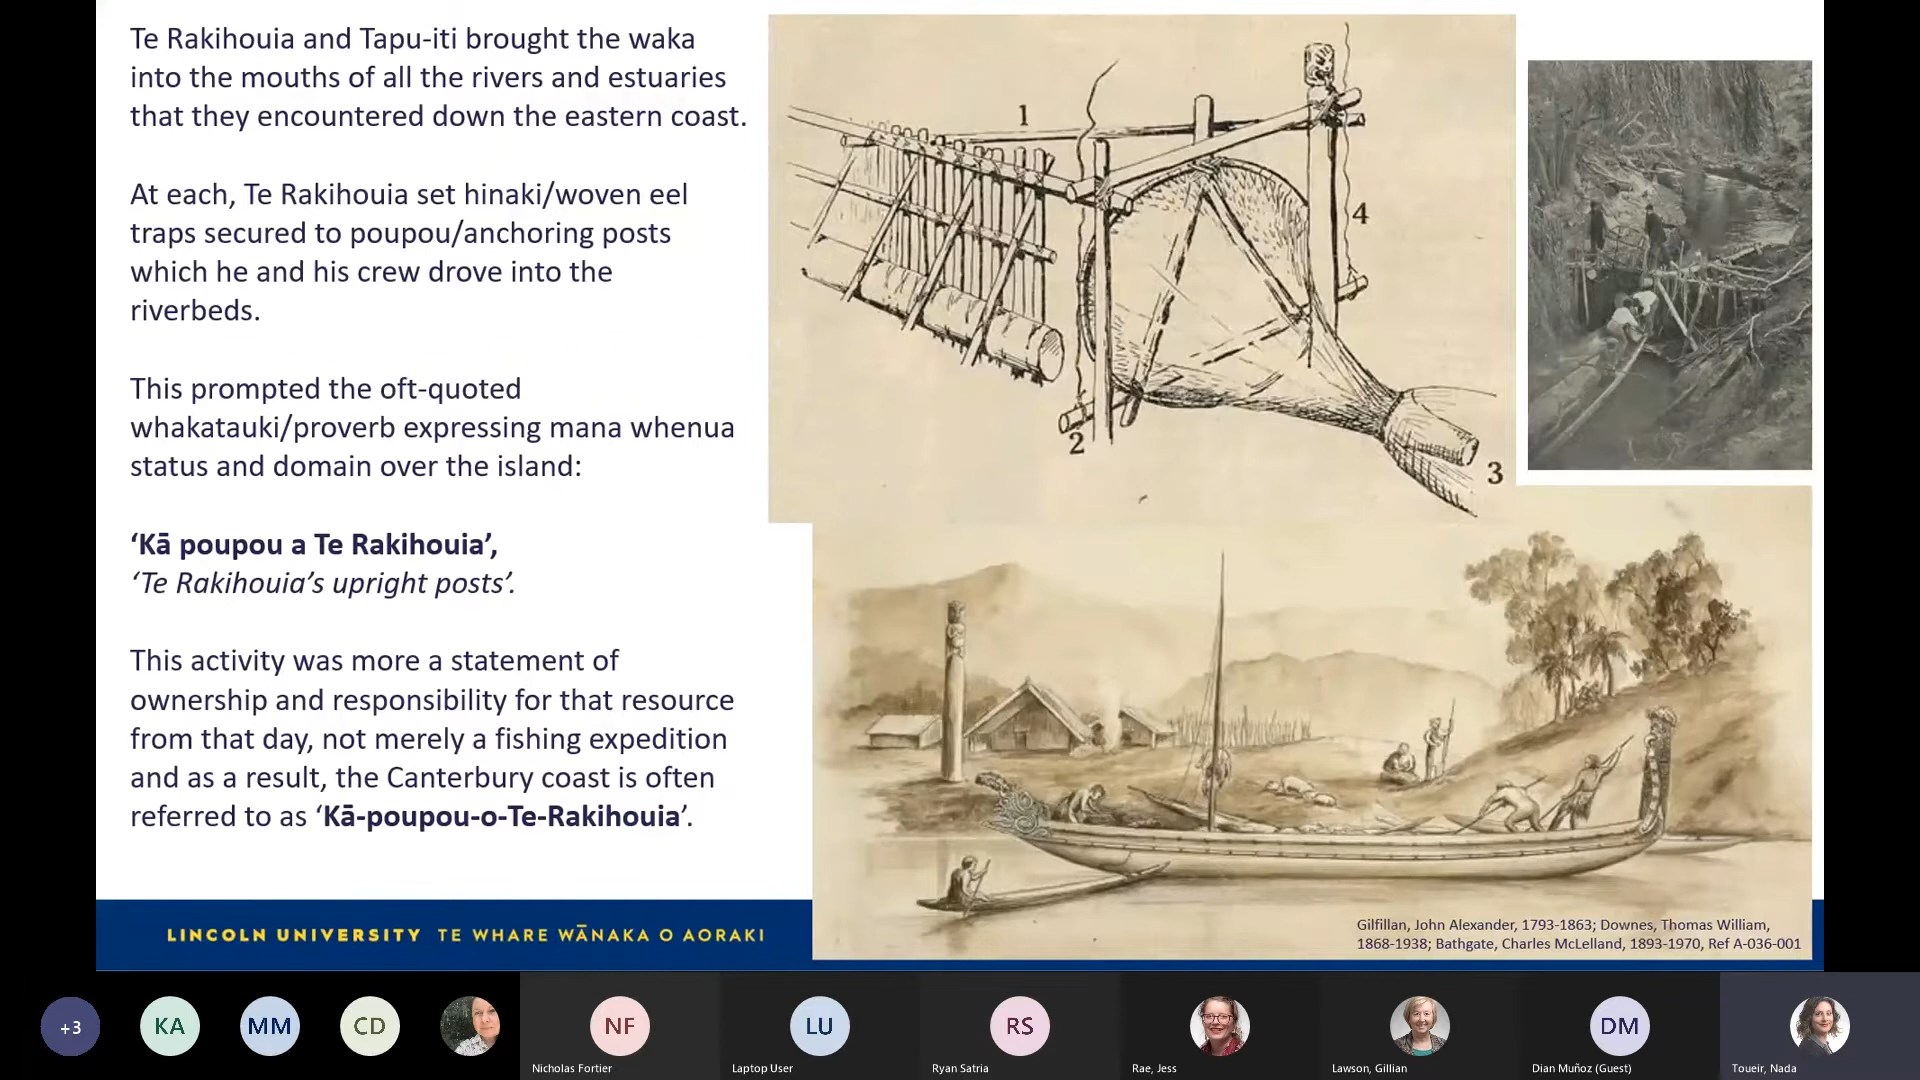 Te Rakihouia and Tapu-iti brought the waka
into the mouths of all the rivers and estuaries
that they encountered down the eastern coast.
At each, Te Rakihouia set hinaki/woven eel
traps secured to poupou/anchoring posts
which he and his crew drove into the
riverbeds.
This prompted the oft-quoted
whakatauki/proverb expressing mana whenua
status and domain over the island:
‘Kā poupou a Te Rakihouia’,
‘Te Rakihouia’s upright posts’.
This activity was more a statement of
ownership and responsibility for that resource
from that day, not merely a fishing expedition
and as a result, the Canterbury coast is often
referred to as ‘Kā-poupou-o-Te-Rakihouia’.
1
4
2
3
Gilfillan, John Alexander, 1793-1863; Downes, Thomas William,
1868-1938; Bathgate, Charles McLelland, 1893-1970, Ref A-036-001
LINCOLN UNIVERSITY TE WHARE WĀNAKA O AORAKI
+3
KA
MM
CD
NF
LU
RS
DM
Nicholas Fortier
Laptop User
Ryan Satria
Rae, Jess
Lawson, Gillian
Dian Muñoz (Guest)
Toueir, Nada